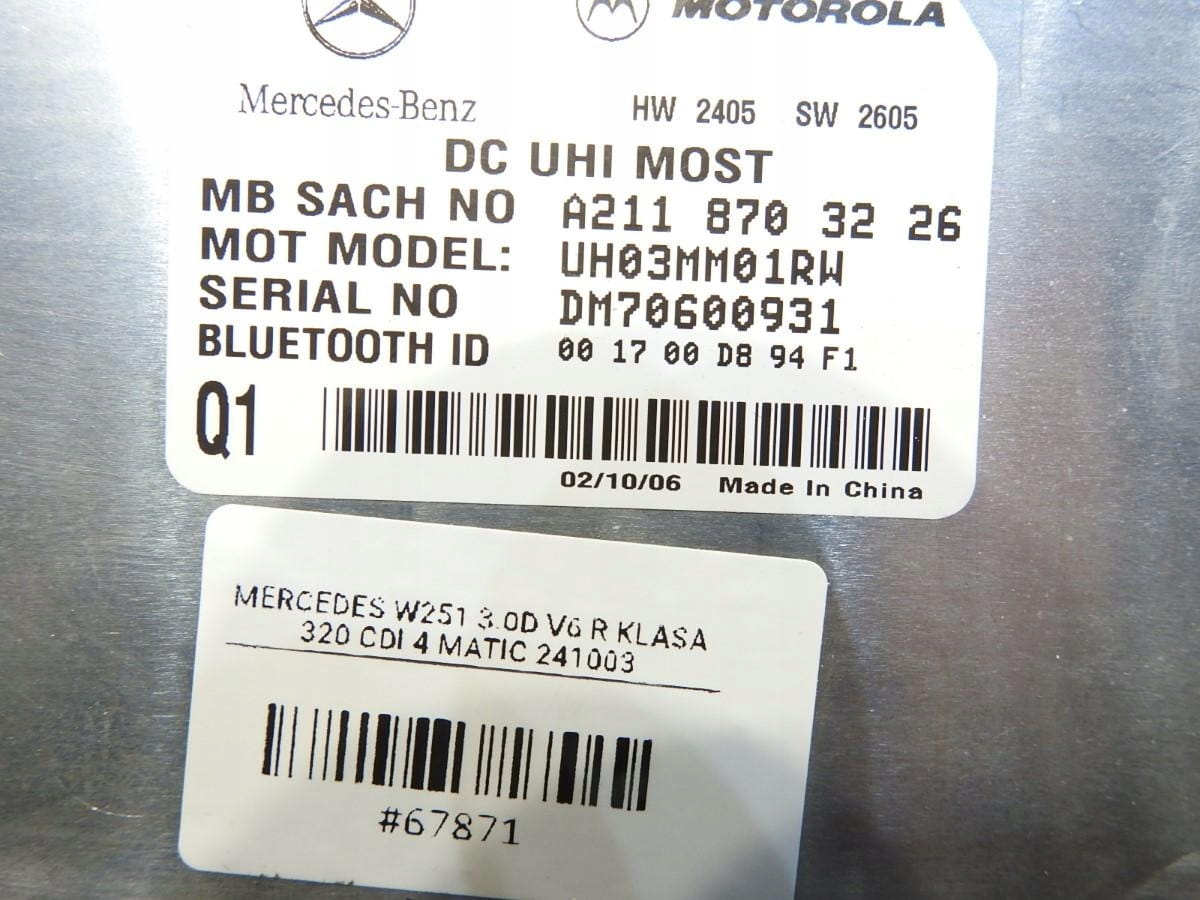 MOTOROLA
Mercedes-Benz
HW 2405 SW 2605
DC UHI MOST
MB SACH NO A211 870 32 26
MOT MODEL: UH03MM01RW
SERIAL NO DM70600931
BLUETOOTH ID 00 17 00 D8 94 F1
Q1
02/10/06 Made In China
MERCEDES W251 3.0D V6 R KLASA
320 CDI 4 MATIC 241003
#67871